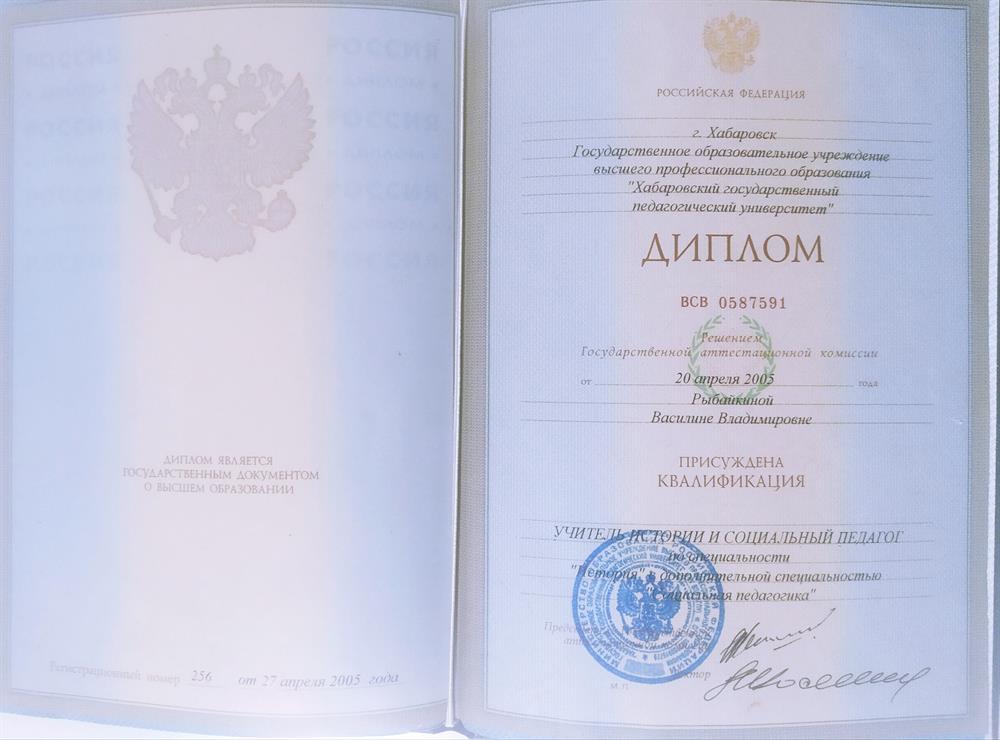 РОССИЯ
РОССИЯ
ДИПЛОМ ЯВЛЯЕТСЯ
ГОСУДАРСТВЕННЫМ ДОКУМЕНТОМ
О ВЫСШЕМ ОБРАЗОВАНИИ
Регистрационный номер 256 от 27 апреля 2005 года
РОССИЙСКАЯ ФЕДЕРАЦИЯ
г. Хабаровск
Государственное образовательное учреждение
высшего профессионального образования
"Хабаровский государственный
педагогический университет"
ДИПЛОМ
ВСВ 0587591
Решением
Государственной аттестационной комиссии
от 20 апреля 2005 года
Рыбайкиной
Василине Владимировне
ПРИСУЖДЕНА
КВАЛИФИКАЦИЯ
УЧИТЕЛЬ ИСТОРИИ И СОЦИАЛЬНЫЙ ПЕДАГОГ
по специальности
"История" с дополнительной специальностью
"Социальная педагогика"
М.П.